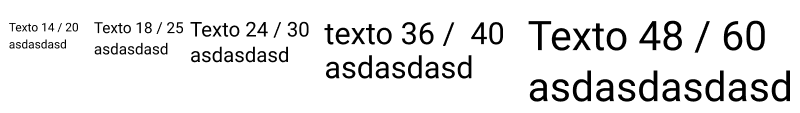 Texto 14 / 20
asdasdasd
Texto 18 / 25
asdasdasd
Texto 24 / 30
asdasdasd
texto 36 /  40
asdasdasd
Texto 48 / 60
asdasdasdasd